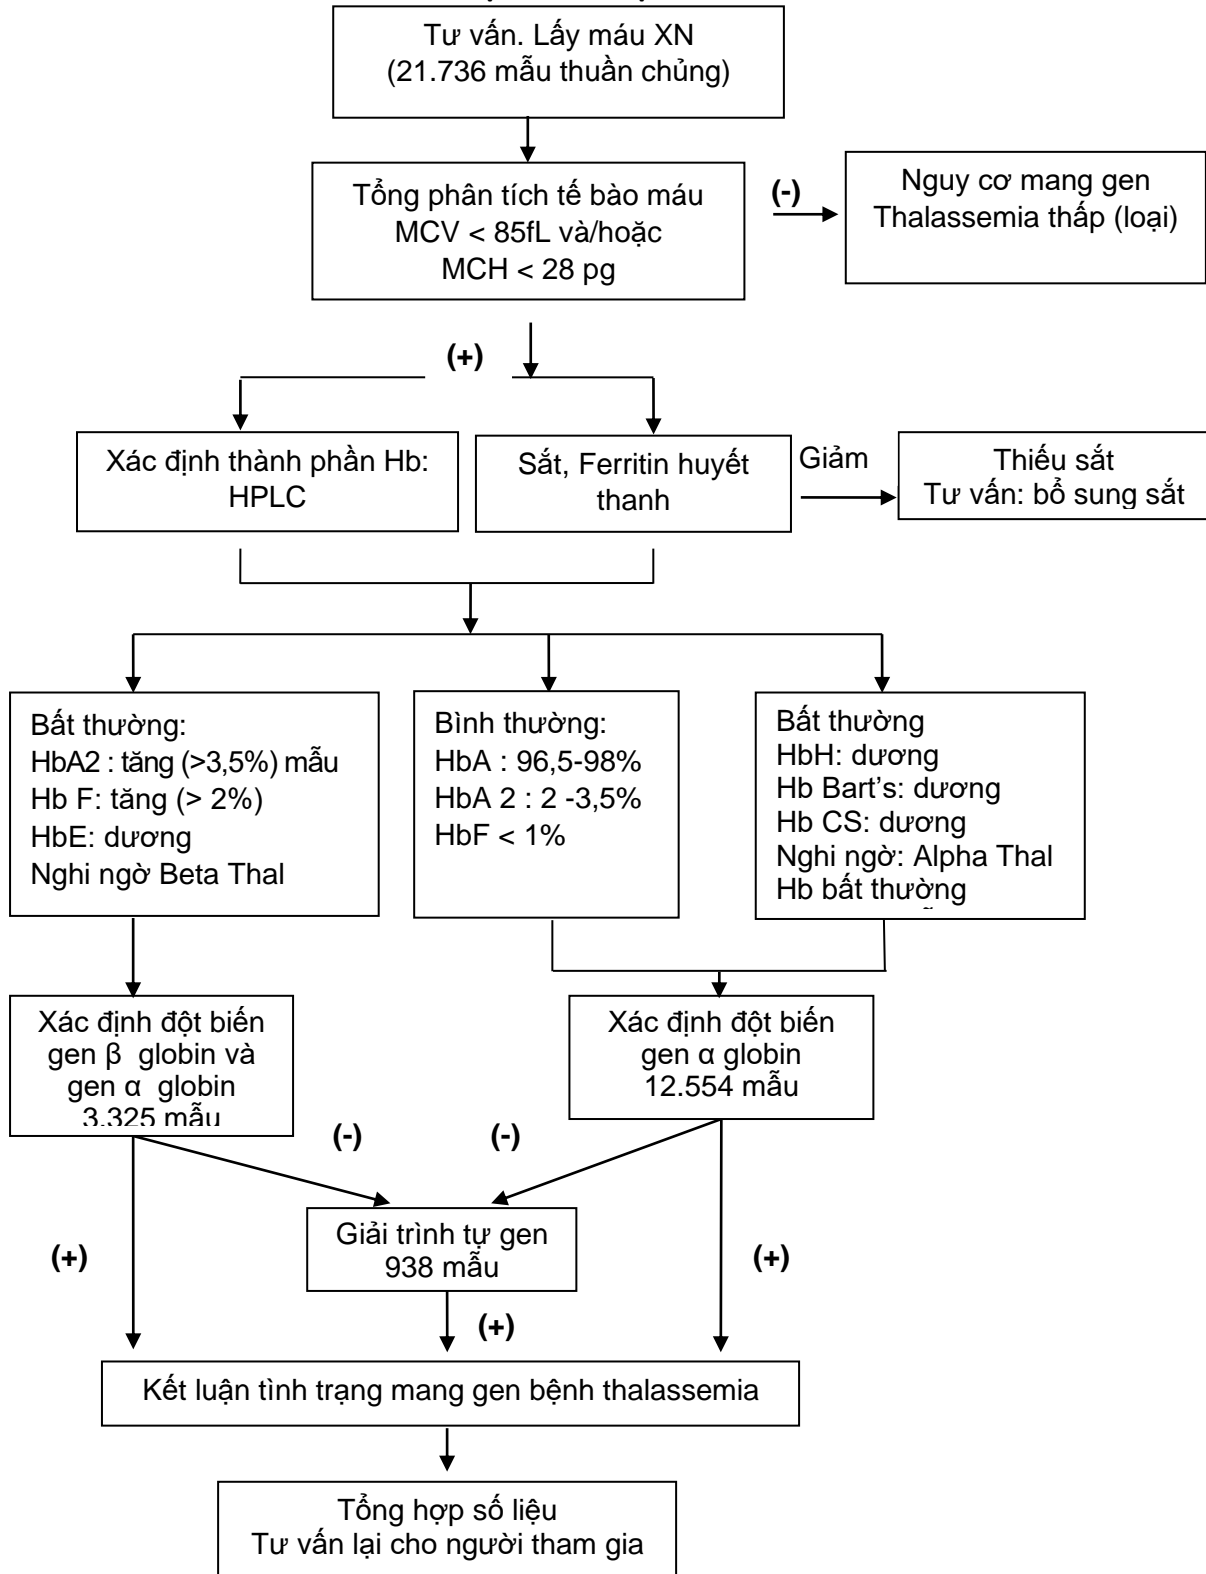 Tư vấn. Lấy máu XN
(21.736 mẫu thuần chủng)
Tổng phân tích tế bào máu
MCV < 85fL và/hoặc
MCH < 28 pg
(-)
Nguy cơ mang gen
Thalassemia thấp (loại)
(+)
Xác định thành phần Hb:
HPLC
Sắt, Ferritin huyết
thanh
Giảm
Thiếu sắt
Tư vấn: bổ sung sắt
Bất thường:
HbA2 : tăng (>3,5%) mẫu
Hb F: tăng (> 2%)
HbE: dương
Nghi ngờ Beta Thal
Bình thường:
HbA : 96,5-98%
HbA 2 : 2 -3,5%
HbF < 1%
Bất thường
HbH: dương
Hb Bart's: dương
Hb CS: dương
Nghi ngờ: Alpha Thal
Hb bất thường
Xác định đột biến
gen β globin và
gen α globin
3.325 mẫu
Xác định đột biến
gen α globin
12.554 mẫu
(-)
(-)
Giải trình tự gen
938 mẫu
(+)
(+)
(+)
Kết luận tình trạng mang gen bệnh thalassemia
Tổng hợp số liệu
Tư vấn lại cho người tham gia